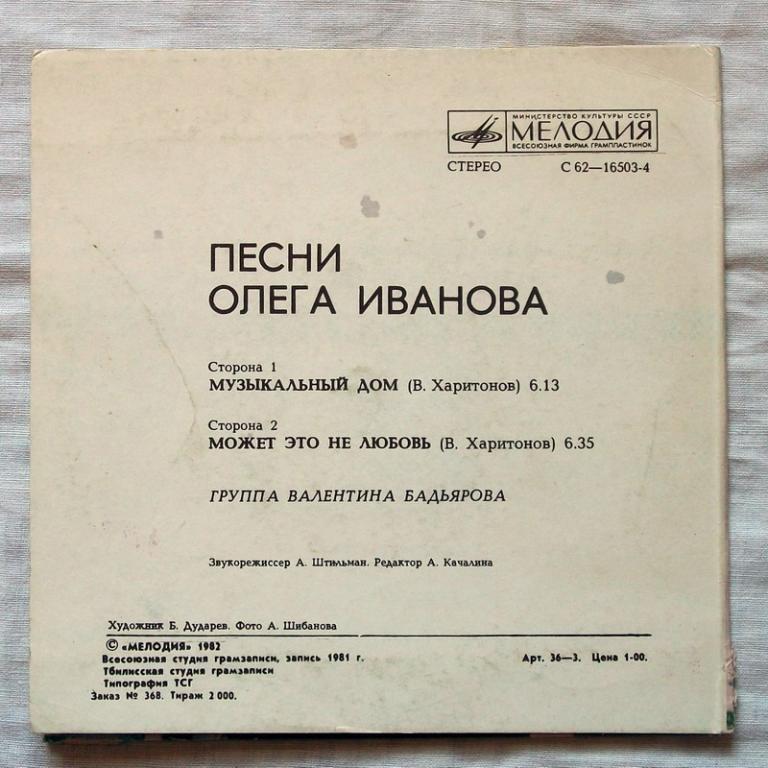 МИНИСТЕРСТВО КУЛЬТУРЫ СССР
МЕЛОДИЯ
ВСЕСОЮЗНАЯ ФИРМА ГРАМПЛАСТИНОК
СТЕРЕО С 62—16503-4
ПЕСНИ
ОЛЕГА ИВАНОВА
Сторона 1
МУЗЫКАЛЬНЫЙ ДОМ (В. Харитонов) 6.13
Сторона 2
МОЖЕТ ЭТО НЕ ЛЮБОВЬ (В. Харитонов) 6.35
ГРУППА ВАЛЕНТИНА БАДЬЯРОВА
Звукорежиссер А. Штильман. Редактор А. Качалина
Художник Б. Дударев. Фото А. Шибанова
© «МЕЛОДИЯ» 1982
Всесоюзная студия грамзаписи, запись 1981 г. Арт. 36—3. Цена 1-00.
Тбилисская студия грамзаписи
Типография ТСГ
Заказ № 368. Тираж 2 000.